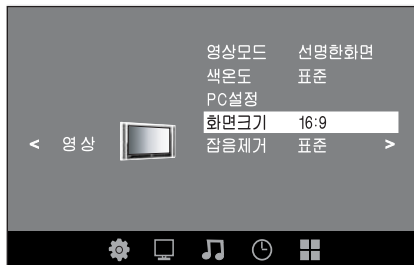 영상모드 선명한화면
색온도 표준
PC설정
화면크기 16:9
< 영상
잡음제거 표준 >